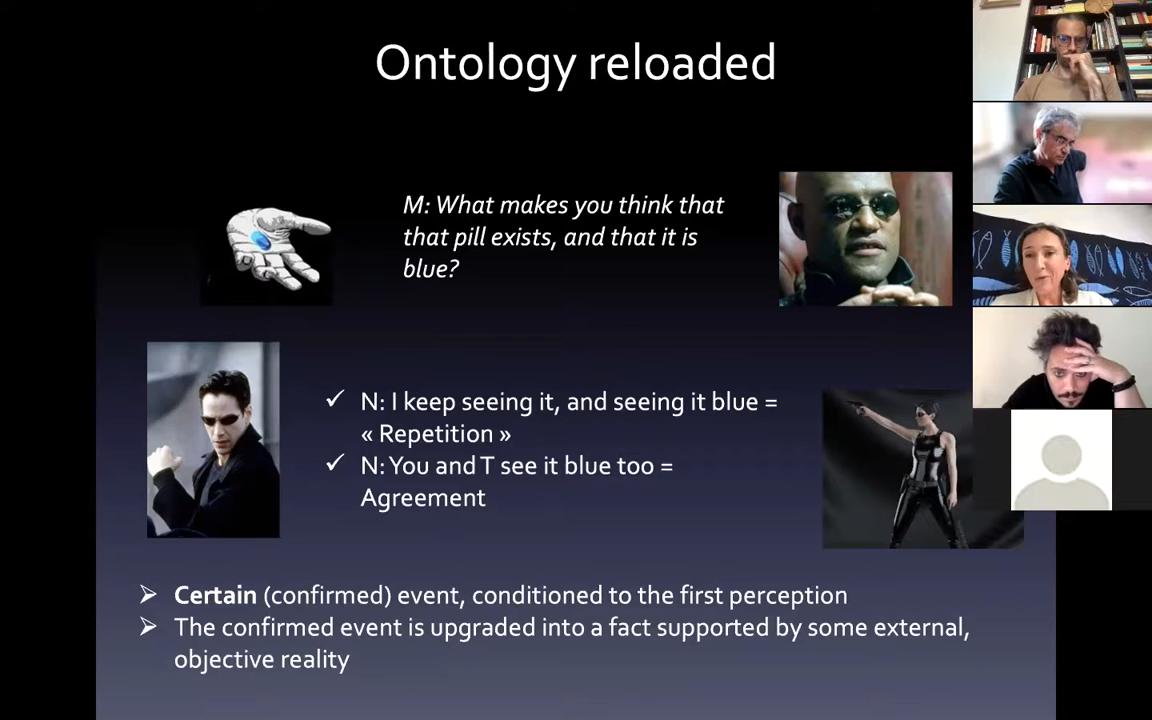 Ontology reloaded
M: What makes you think that
that pill exists, and that it is
blue?
✓ N: I keep seeing it, and seeing it blue =
« Repetition »
✓ N: You and T see it blue too =
Agreement
➢ Certain (confirmed) event, conditioned to the first perception
➢ The confirmed event is upgraded into a fact supported by some external,
objective reality